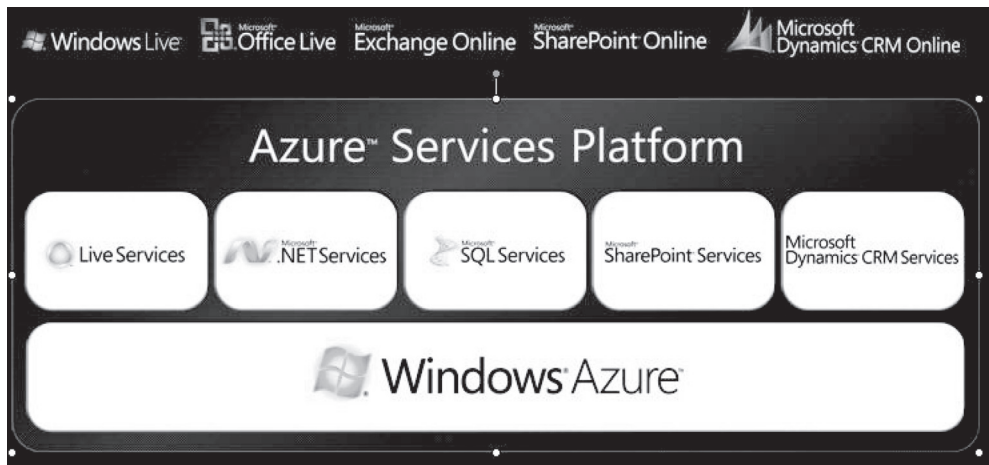 Windows Live
Microsoft
Office Live
Microsoft
Exchange Online
Microsoft
SharePoint Online
Microsoft
Dynamics CRM Online
Azure™ Services Platform
Live Services
Microsoft
.NET Services
Microsoft
SQL Services
Microsoft
SharePoint Services
Microsoft
Dynamics CRM Services
Windows Azure™